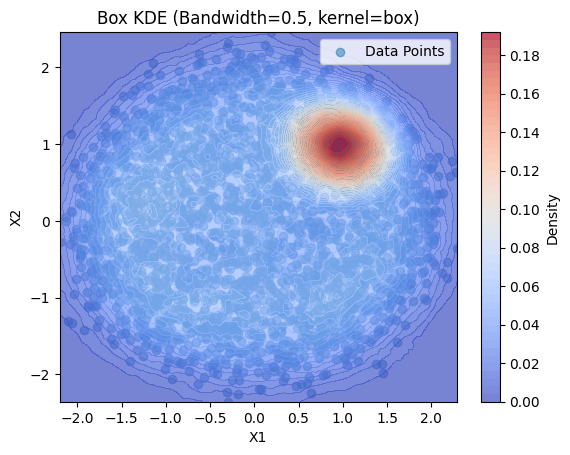 Box KDE (Bandwidth=0.5, kernel=box)
Data Points
2
1
0
−1
−2
X2
−2.0 −1.5 −1.0 −0.5 0.0 0.5 1.0 1.5 2.0
X1
0.18
0.16
0.14
0.12
0.10
0.08
0.06
0.04
0.02
0.00
Density